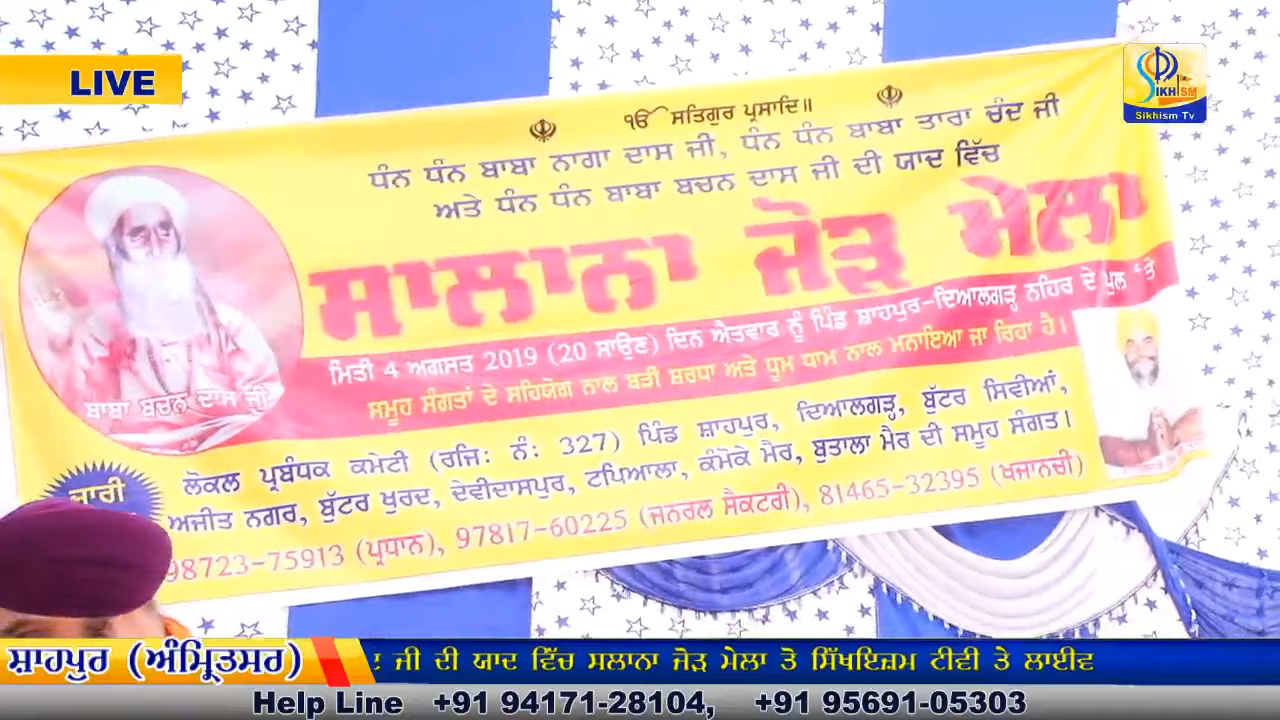 LIVE
SIKHISM
Sikhism Tv
ੴ ਸਤਿਗੁਰ ਪ੍ਰਸਾਦਿ॥
ਧੰਨ ਧੰਨ ਬਾਬਾ ਨਾਗਾ ਦਾਸ ਜੀ, ਧੰਨ ਧੰਨ ਬਾਬਾ ਤਾਰਾ ਚੰਦ ਜੀ
ਅਤੇ ਧੰਨ ਧੰਨ ਬਾਬਾ ਬਚਨ ਦਾਸ ਜੀ ਦੀ ਯਾਦ ਵਿੱਚ
ਸਾਲਾਨਾ ਜੋੜ ਮੇਲਾ
ਮਿਤੀ 4 ਅਗਸਤ 2019 (20 ਸਾਉਣ) ਦਿਨ ਐਤਵਾਰ ਨੂੰ ਪਿੰਡ ਸ਼ਾਹਪੁਰ-ਦਿਆਲਗੜ੍ਹ ਨਹਿਰ ਦੇ ਪੁਲ 'ਤੇ
ਸਮੂਹ ਸੰਗਤਾਂ ਦੇ ਸਹਿਯੋਗ ਨਾਲ ਬੜੀ ਸ਼ਰਧਾ ਅਤੇ ਧੂਮ ਧਾਮ ਨਾਲ ਮਨਾਇਆ ਜਾ ਰਿਹਾ ਹੈ।
ਬਾਬਾ ਬਚਨ ਦਾਸ ਜੀ
ਜਾਰੀ
ਲੋਕਲ ਪ੍ਰਬੰਧਕ ਕਮੇਟੀ (ਰਜਿ: ਨੰ: 327) ਪਿੰਡ ਸ਼ਾਹਪੁਰ, ਦਿਆਲਗੜ੍ਹ, ਬੁੱਟਰ ਸਿਵੀਆਂ,
ਅਜੀਤ ਨਗਰ, ਬੁੱਟਰ ਖੁਰਦ, ਦੇਵੀਦਾਸਪੁਰ, ਟਪਿਆਲਾ, ਕੰਮੋਕੇ ਮੈਰ, ਬੁਤਾਲਾ ਮੈਰ ਦੀ ਸਮੂਹ ਸੰਗਤ।
98723-75913 (ਪ੍ਰਧਾਨ), 97817-60225 (ਜਨਰਲ ਸੈਕਟਰੀ), 81465-32395 (ਖਜਾਨਚੀ)
ਸ਼ਾਹਪੁਰ (ਅੰਮ੍ਰਿਤਸਰ)
ਜੀ ਦੀ ਯਾਦ ਵਿੱਚ ਸਲਾਨਾ ਜੋੜ ਮੇਲਾ ਤੋ ਸਿੱਖਇਜ਼ਮ ਟੀਵੀ ਤੇ ਲਾਈਵ
Help Line +91 94171-28104, +91 95691-05303